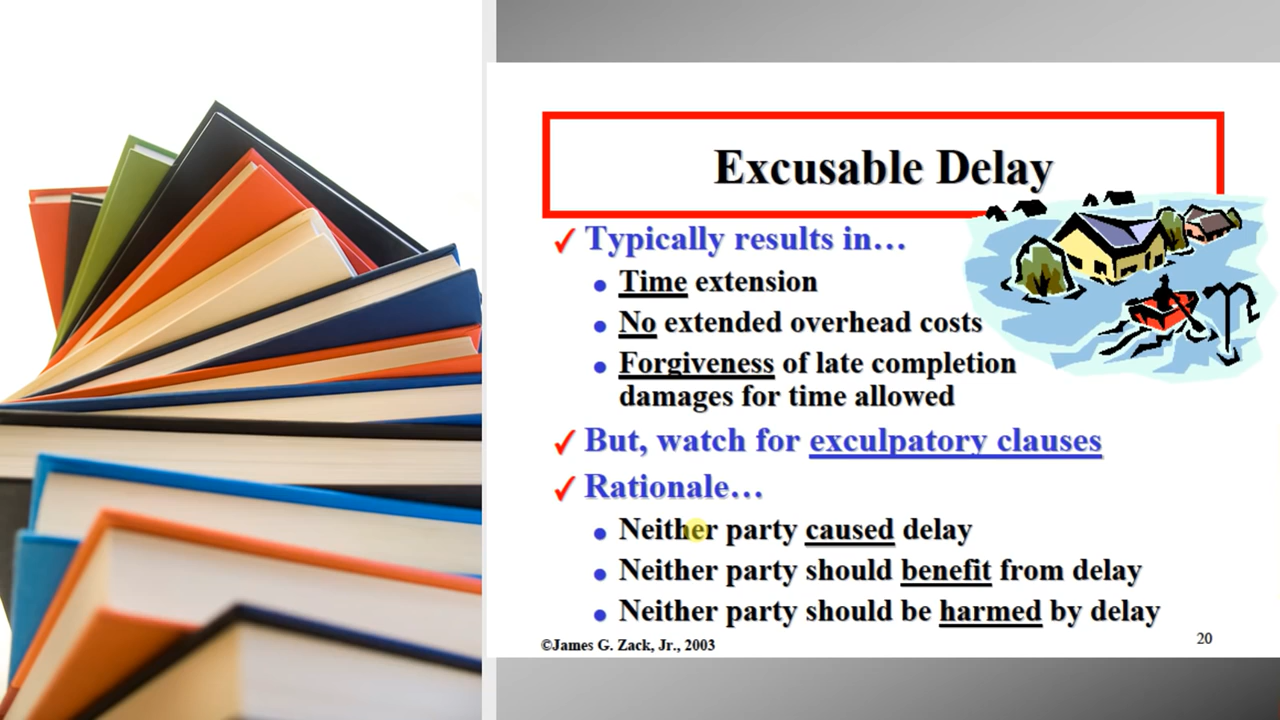 Excusable Delay
✓ Typically results in…
• Time extension
• No extended overhead costs
• Forgiveness of late completion
damages for time allowed
✓ But, watch for exculpatory clauses
✓ Rationale…
• Neither party caused delay
• Neither party should benefit from delay
• Neither party should be harmed by delay
©James G. Zack, Jr., 2003
20